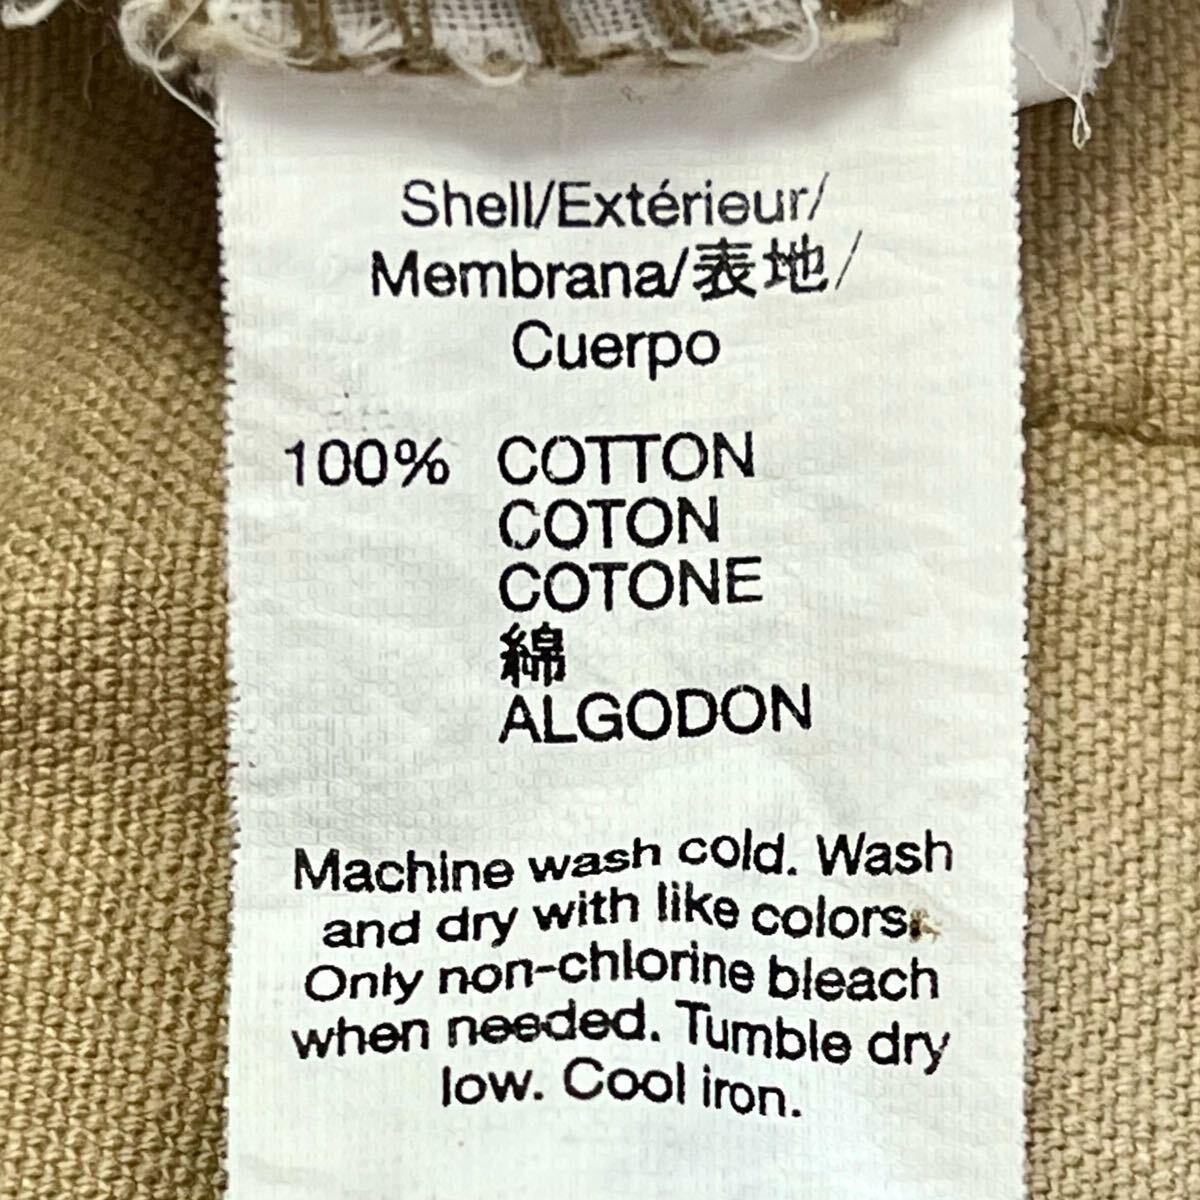 Shell/Extérieur/
Membrana/表地/
Cuerpo
100% COTTON
COTON
COTONE
綿
ALGODON
Machine wash cold. Wash
and dry with like colors.
Only non-chlorine bleach
when needed. Tumble dry
low. Cool iron.